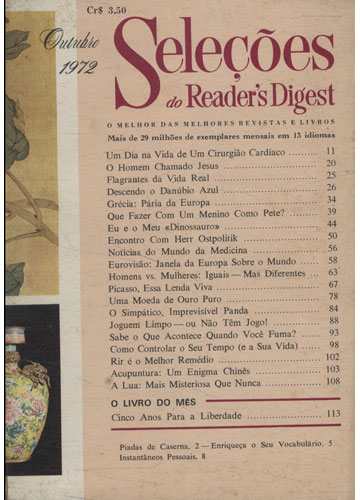 Cr$ 3,50
Outubro
1972
Seleções
do Reader's Digest
O MELHOR DAS MELHORES REVISTAS E LIVROS
Mais de 29 milhões de exemplares mensais em 13 idiomas
Um Dia na Vida de Um Cirurgião Cardíaco 11
O Homem Chamado Jesus 20
Flagrantes da Vida Real 25
Descendo o Danúbio Azul 26
Grécia: Pária da Europa 34
Que Fazer Com Um Menino Como Pete? 39
Eu e o Meu «Dinossauro» 44
Encontro Com Herr Ostpolitik 50
Notícias do Mundo da Medicina 56
Eurovisão: Janela da Europa Sobre o Mundo 58
Homens vs. Mulheres: Iguais — Mas Diferentes 63
Picasso, Essa Lenda Viva 67
Uma Moeda de Ouro Puro 78
O Simpático, Imprevisível Panda 84
Joguem Limpo — ou Não Têm Jogo! 88
Sabe o Que Acontece Quando Você Fuma? 93
Como Controlar o Seu Tempo (e a Sua Vida) 98
Rir é o Melhor Remédio 102
Acupuntura: Um Enigma Chinês 103
A Lua: Mais Misteriosa Que Nunca 108
O LIVRO DO MÊS
Cinco Anos Para a Liberdade 113
Piadas de Caserna, 2 — Enriqueça o Seu Vocabulário, 5
Instantâneos Pessoais, 8